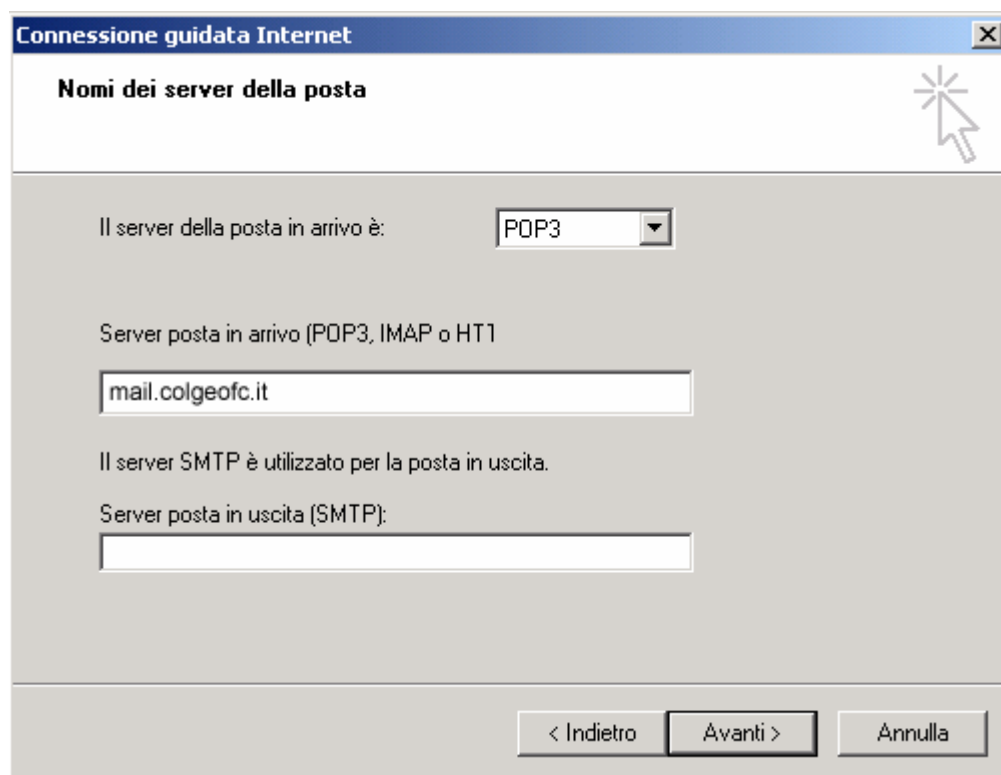 Connessione guidata Internet
Nomi dei server della posta
Il server della posta in arrivo è:
POP3
Server posta in arrivo (POP3, IMAP o HTT
mail.colgeofc.it
Il server SMTP è utilizzato per la posta in uscita.
Server posta in uscita (SMTP):
< Indietro
Avanti >
Annulla